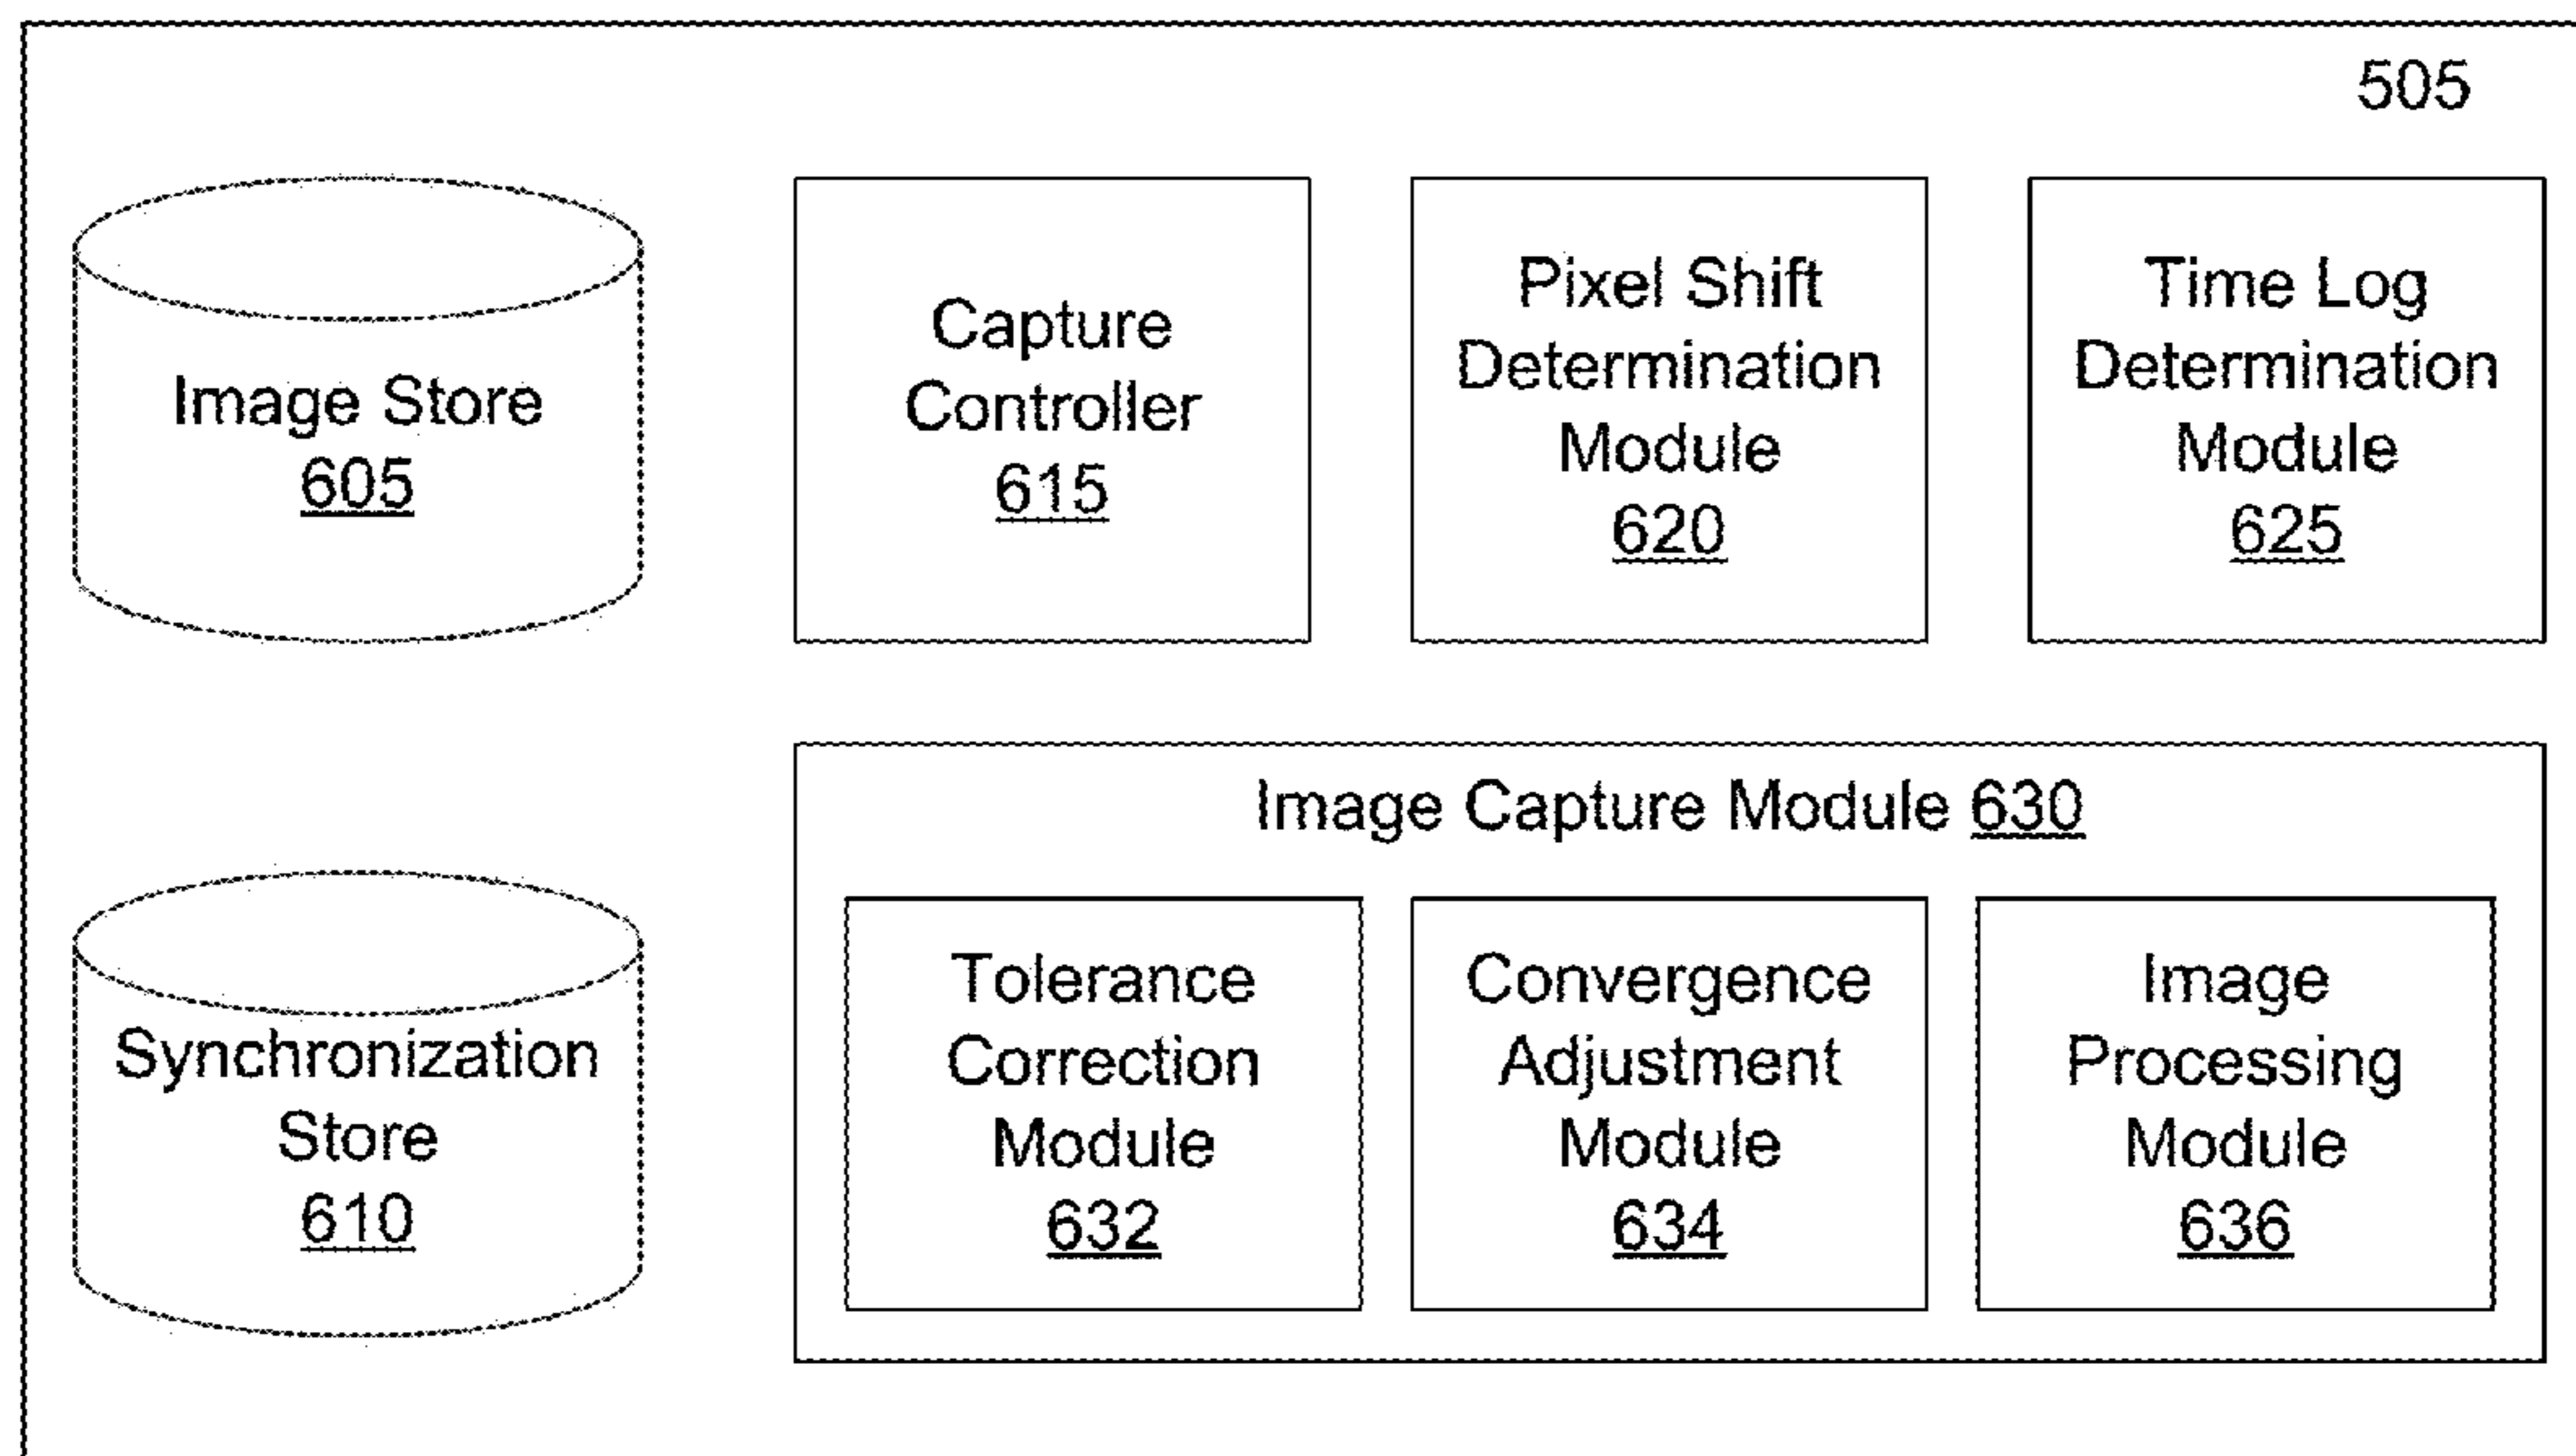 505
Image Store
605
Capture
Controller
615
Pixel Shift
Determination
Module
620
Time Log
Determination
Module
625
Synchronization
Store
610
Image Capture Module 630
Tolerance
Correction
Module
632
Convergence
Adjustment
Module
634
Image
Processing
Module
636